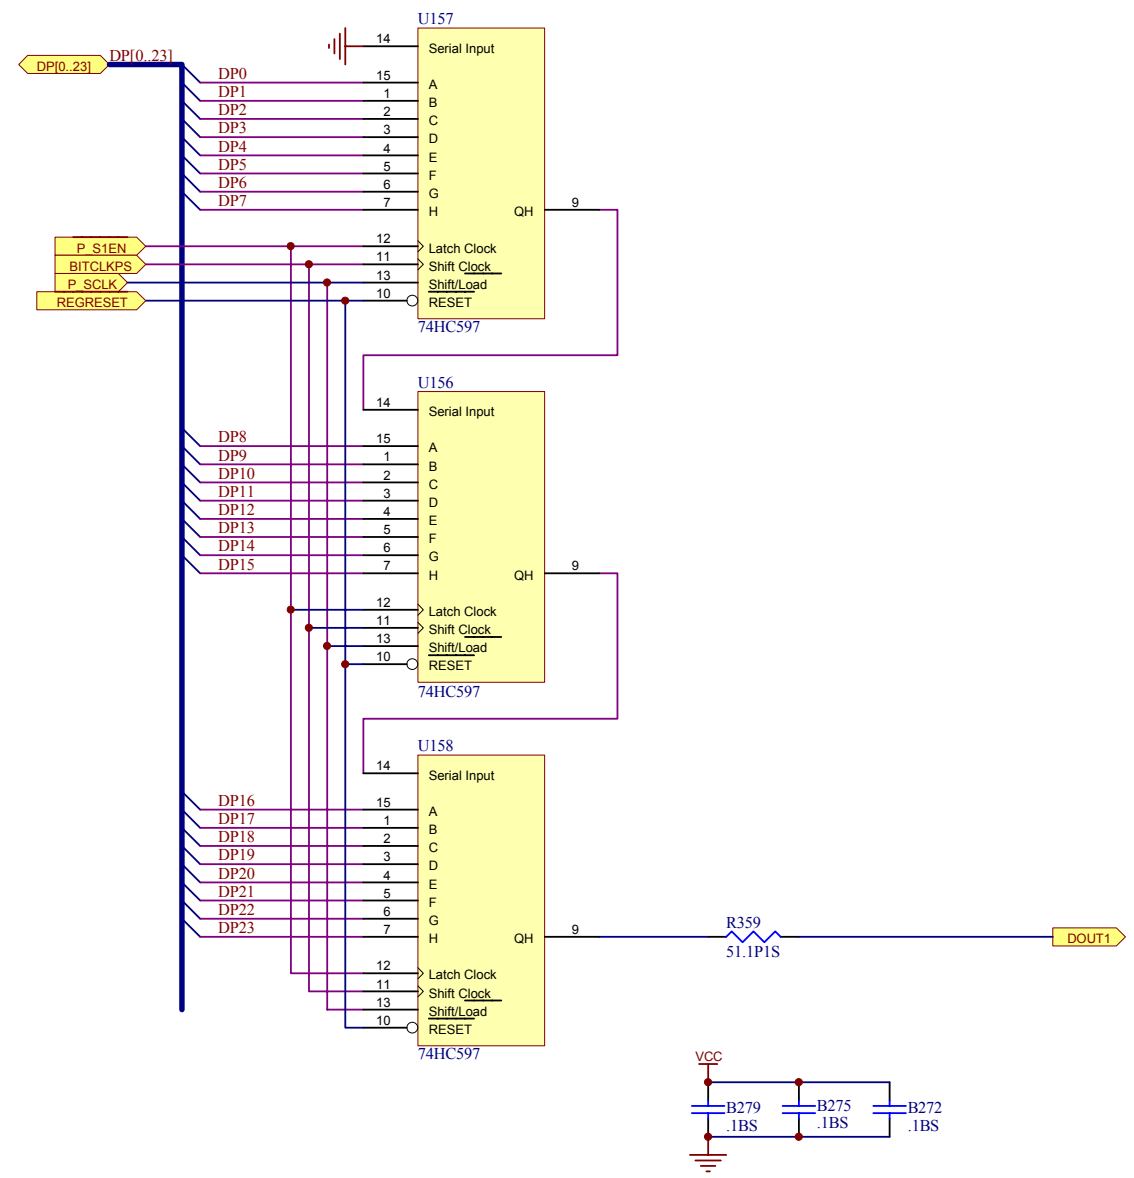 U157
14 Serial Input
DP[0..23] DP[0..23]
DP0 15 A
DP1 1 B
DP2 2 C
DP3 3 D
DP4 4 E
DP5 5 F
DP6 6 G
DP7 7 H QH 9
P_S1EN 12 Latch Clock
BITCLKPS 11 Shift Clock
P_SCLK 13 Shift/Load
REGRESET 10 RESET
74HC597
U156
14 Serial Input
DP8 15 A
DP9 1 B
DP10 2 C
DP11 3 D
DP12 4 E
DP13 5 F
DP14 6 G
DP15 7 H QH 9
12 Latch Clock
11 Shift Clock
13 Shift/Load
10 RESET
74HC597
U158
14 Serial Input
DP16 15 A
DP17 1 B
DP18 2 C
DP19 3 D
DP20 4 E
DP21 5 F
DP22 6 G
DP23 7 H QH 9
R359
51.1P1S
DOUT1
12 Latch Clock
11 Shift Clock
13 Shift/Load
10 RESET
74HC597
VCC
B279 B275 B272
.1BS .1BS .1BS